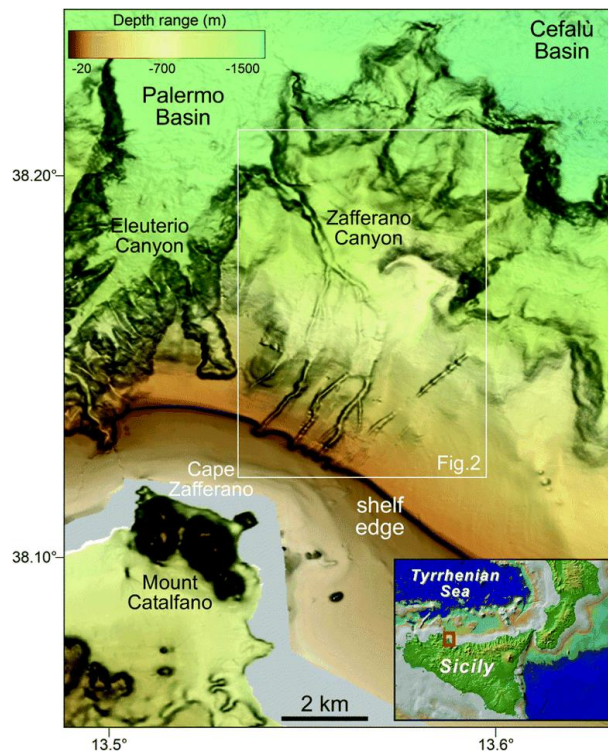 Depth range (m)
-20 -700 -1500
Cefalù
Basin
Palermo
Basin
38.20°
Eleuterio
Canyon
Zafferano
Canyon
Fig.2
Cape
Zafferano
shelf
edge
38.10°
Mount
Catalfano
Tyrrhenian
Sea
Sicily
2 km
13.5°
13.6°